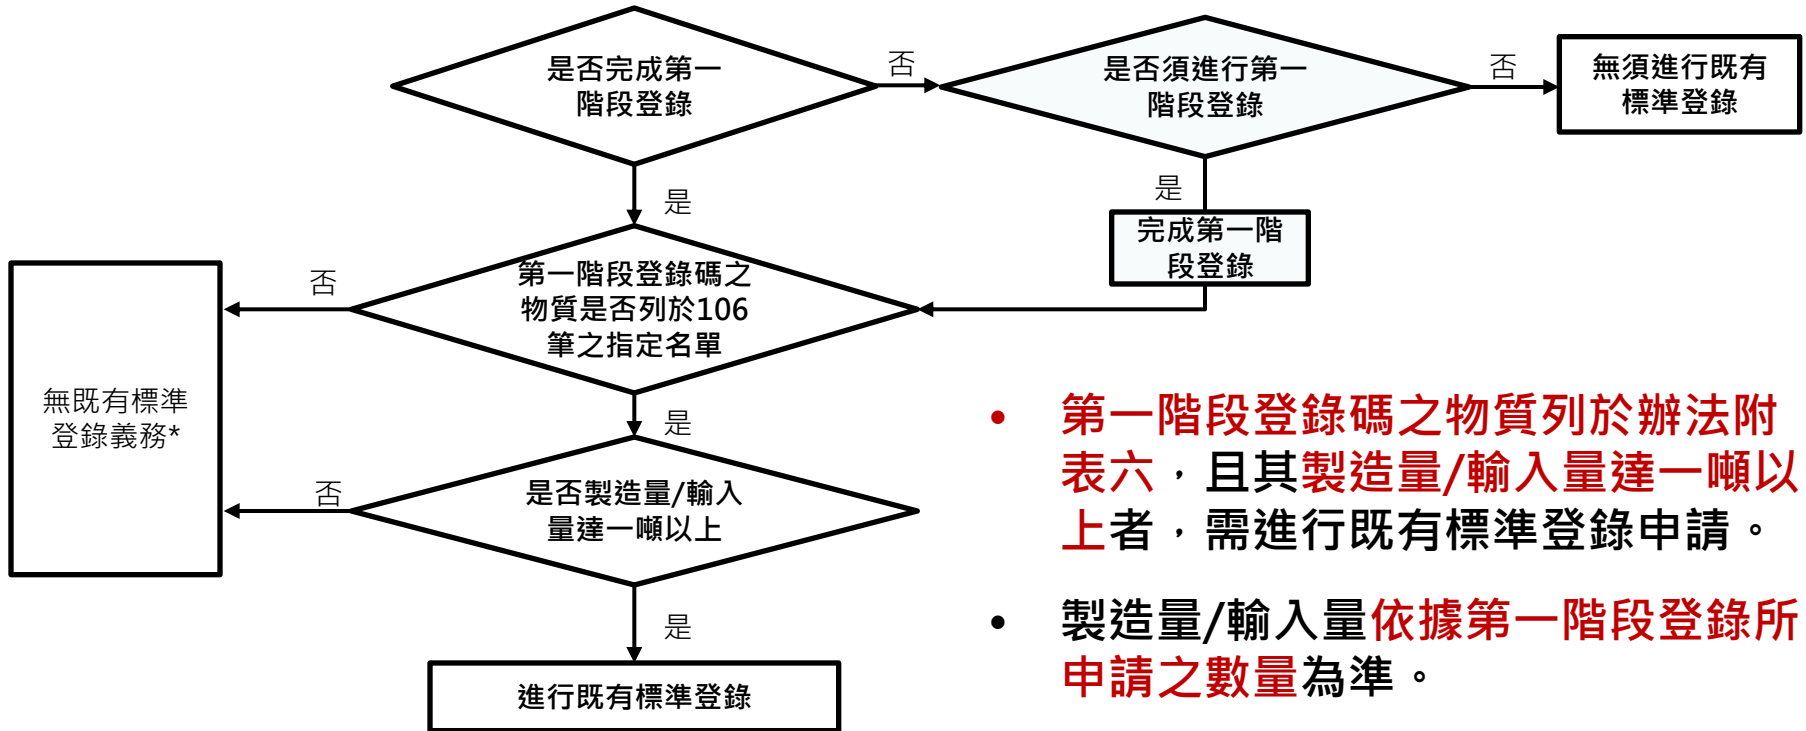 是否完成第一
階段登錄
否
是否須進行第一
階段登錄
否
無須進行既有
標準登錄
是
是
完成第一階
段登錄
第一階段登錄碼之
物質是否列於106
筆之指定名單
否
無既有標準
登錄義務*
是
是否製造量/輸入
量達一噸以上
否
是
進行既有標準登錄
• 第一階段登錄碼之物質列於辦法附
表六，且其製造量/輸入量達一噸以
上者，需進行既有標準登錄申請。
• 製造量/輸入量依據第一階段登錄所
申請之數量為準。